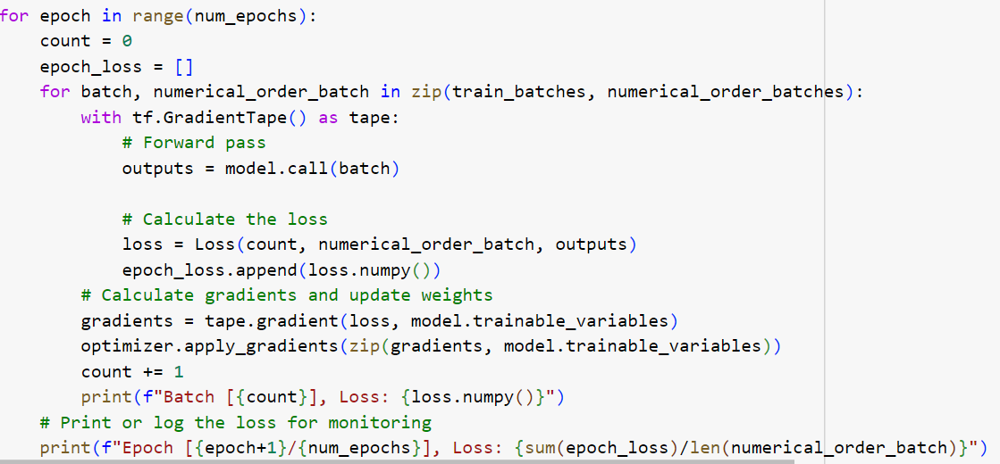 for epoch in range(num_epochs):
    count = 0
    epoch_loss = []
    for batch, numerical_order_batch in zip(train_batches, numerical_order_batches):
        with tf.GradientTape() as tape:
            # Forward pass
            outputs = model.call(batch)

            # Calculate the loss
            loss = Loss(count, numerical_order_batch, outputs)
            epoch_loss.append(loss.numpy())
        # Calculate gradients and update weights
        gradients = tape.gradient(loss, model.trainable_variables)
        optimizer.apply_gradients(zip(gradients, model.trainable_variables))
        count += 1
        print(f"Batch [{count}], Loss: {loss.numpy()}")
    # Print or log the loss for monitoring
    print(f"Epoch [{epoch+1}/{num_epochs}], Loss: {sum(epoch_loss)/len(numerical_order_batch)}")